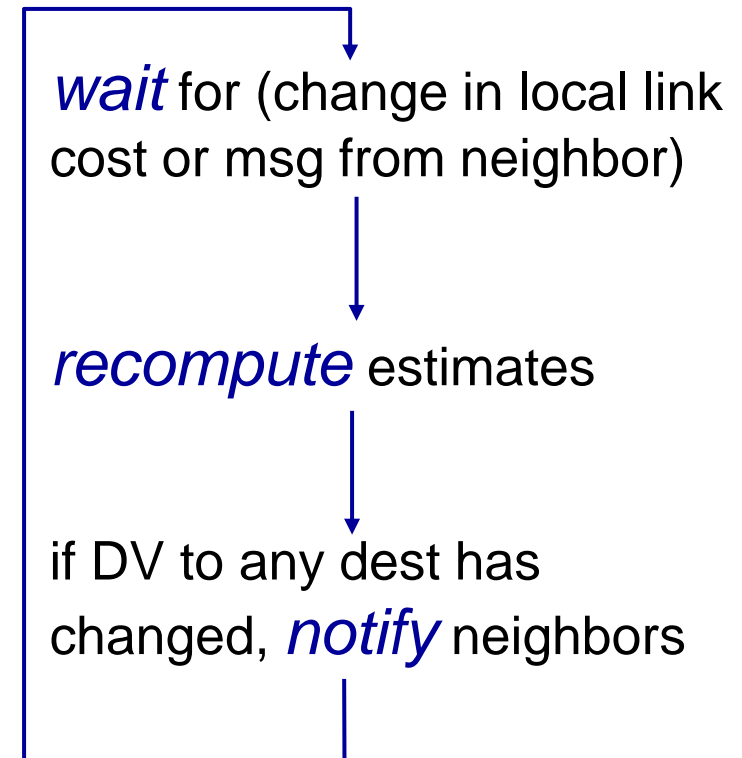 wait for (change in local link
cost or msg from neighbor)
recompute estimates
if DV to any dest has
changed, notify neighbors